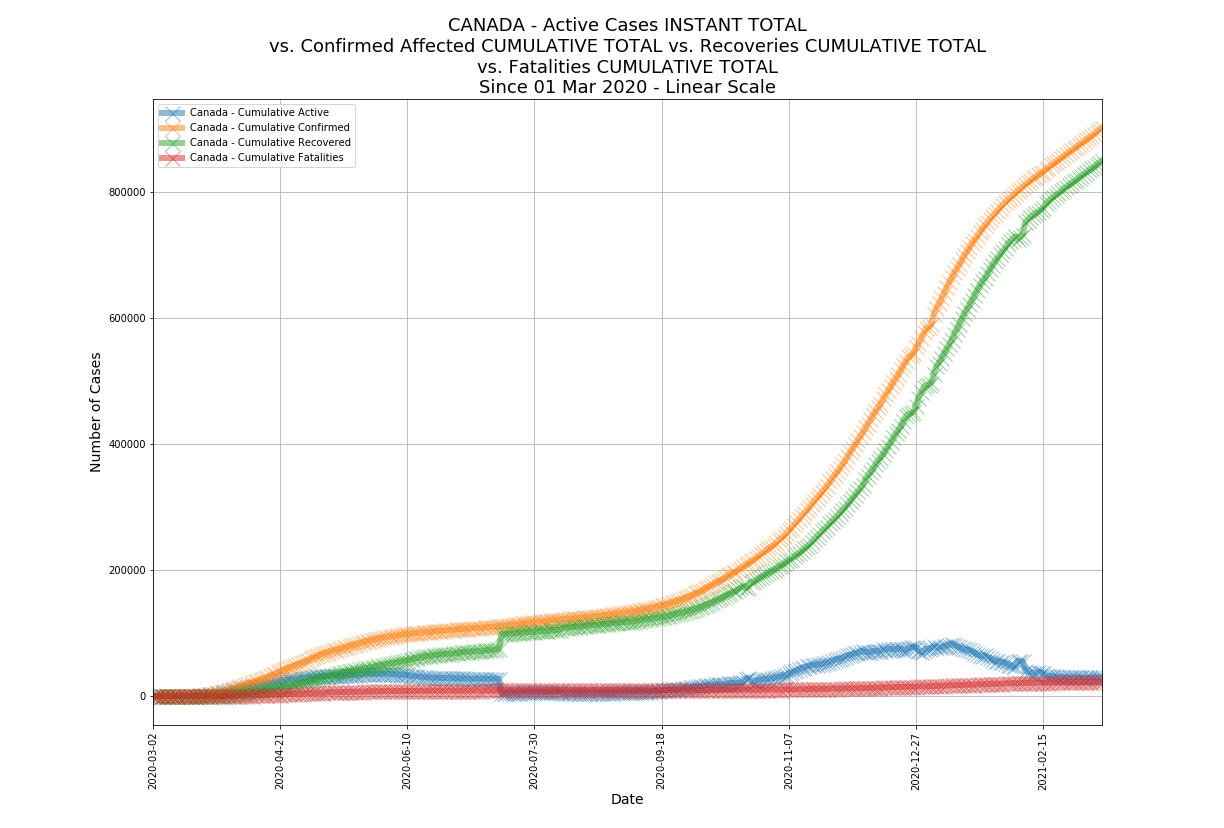 CANADA - Active Cases INSTANT TOTAL
vs. Confirmed Affected CUMULATIVE TOTAL vs. Recoveries CUMULATIVE TOTAL
vs. Fatalities CUMULATIVE TOTAL
Since 01 Mar 2020 - Linear Scale
Canada - Cumulative Active
Canada - Cumulative Confirmed
Canada - Cumulative Recovered
Canada - Cumulative Fatalities
800000
600000
400000
200000
0
Number of Cases
2020-03-02
2020-04-21
2020-06-10
2020-07-30
2020-09-18
2020-11-07
2020-12-27
2021-02-15
Date